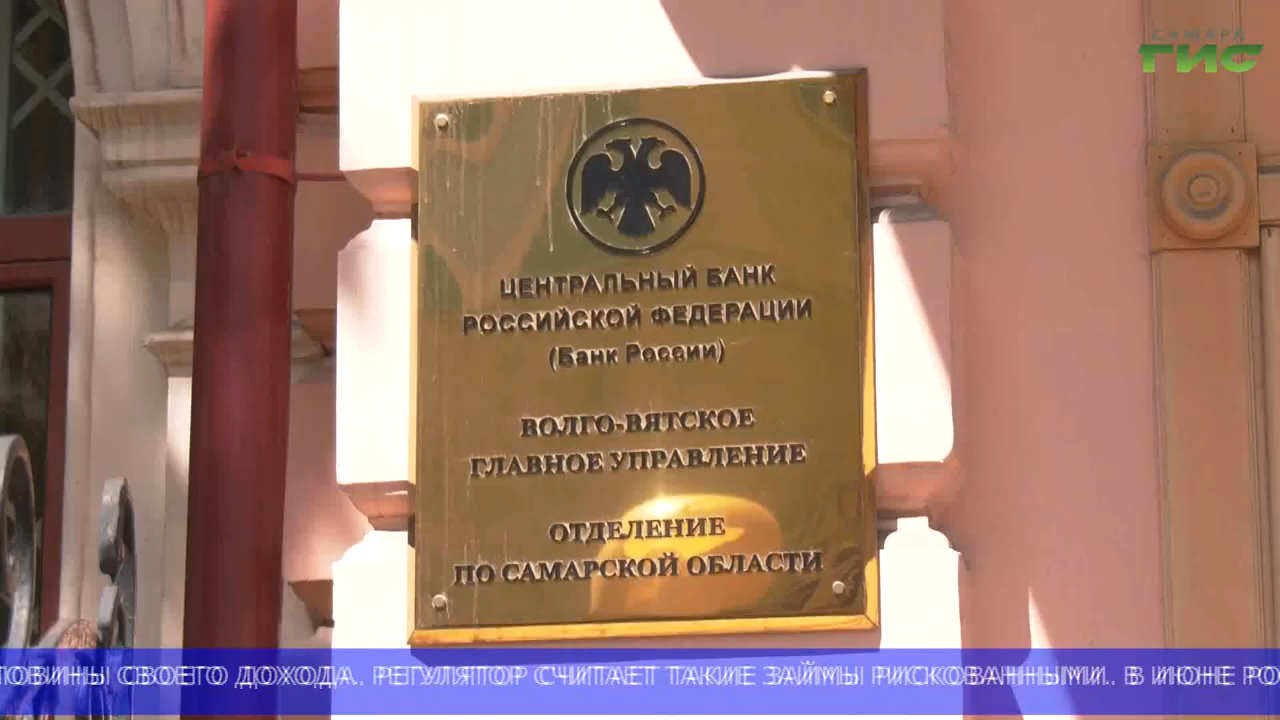 САМАРА
ГИС
ЦЕНТРАЛЬНЫЙ БАНК
РОССИЙСКОЙ ФЕДЕРАЦИИ
(Банк России)
ВОЛГО-ВЯТСКОЕ
ГЛАВНОЕ УПРАВЛЕНИЕ
ОТДЕЛЕНИЕ
ПО САМАРСКОЙ ОБЛАСТИ
СВОЕГО ДОХОДА. РЕГУЛЯТОР СЧИТАЕТ ТАКИЕ ЗАЙМЫ РИСКОВАННЫМИ. В ИЮНЕ